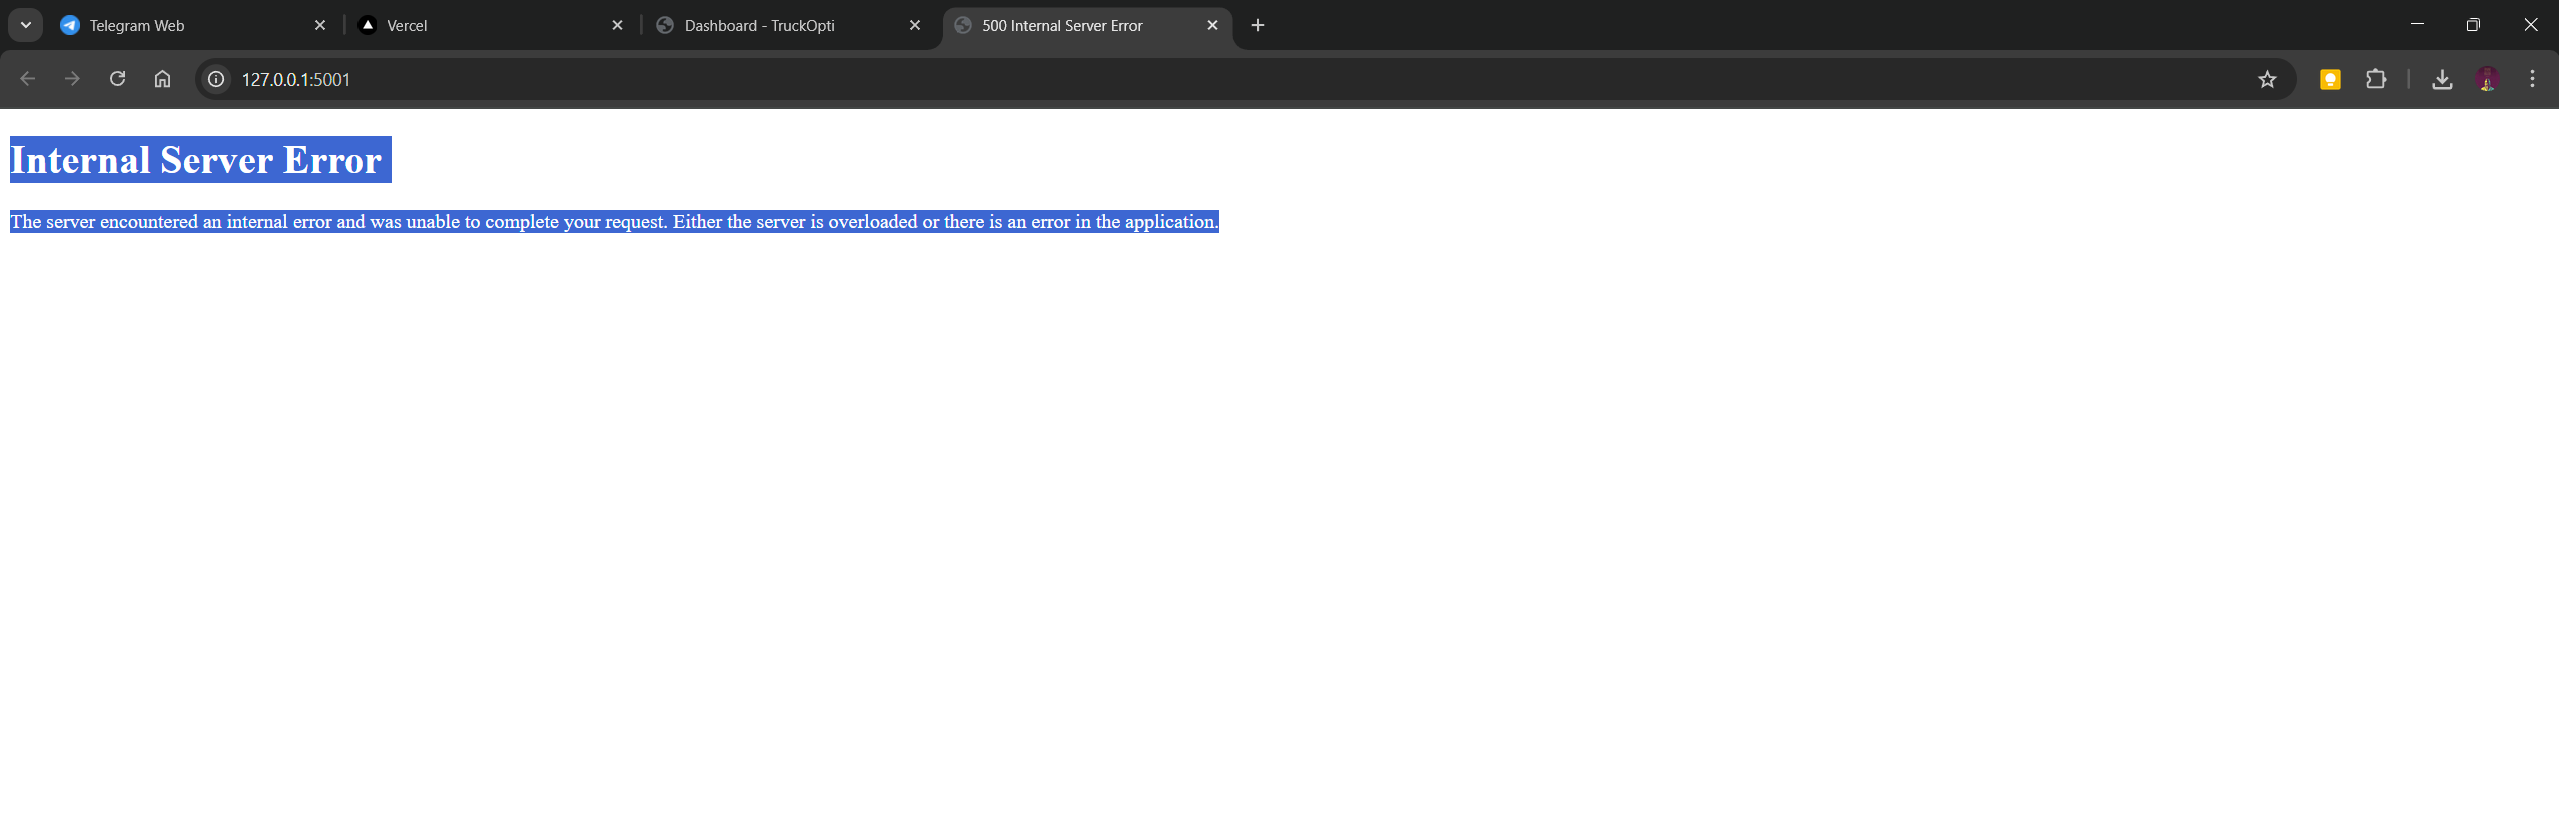 Telegram Web
Vercel
Dashboard - TruckOpti
500 Internal Server Error
127.0.0.1:5001
Internal Server Error
The server encountered an internal error and was unable to complete your request. Either the server is overloaded or there is an error in the application.